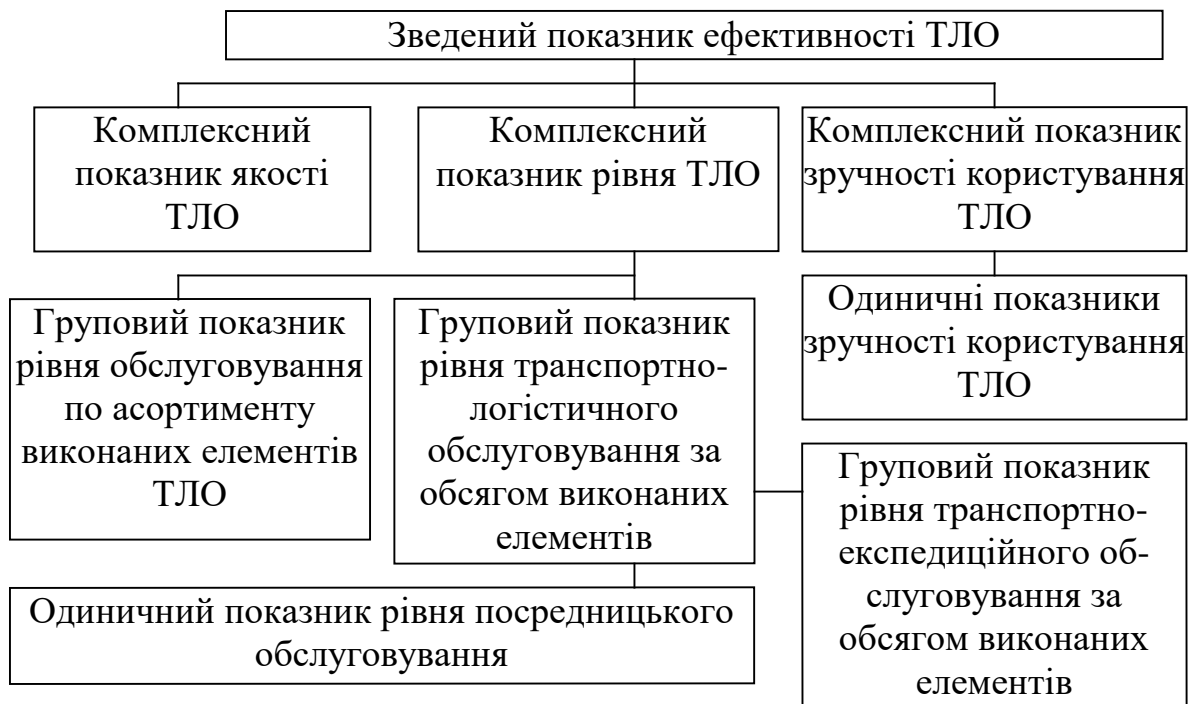 Зведений показник ефективності ТЛО
Комплексний
показник якості
ТЛО
Комплексний
показник рівня ТЛО
Комплексний показник
зручності користування
ТЛО
Груповий показник
рівня обслуговування
по асортименту
виконаних елементів
ТЛО
Груповий показник
рівня транспортно-
логістичного
обслуговування за
обсягом виконаних
елементів
Одиничні показники
зручності користування
ТЛО
Груповий показник
рівня транспортно-
експедиційного об-
слуговування за
обсягом виконаних
елементів
Одиничний показник рівня посредницького
обслуговування